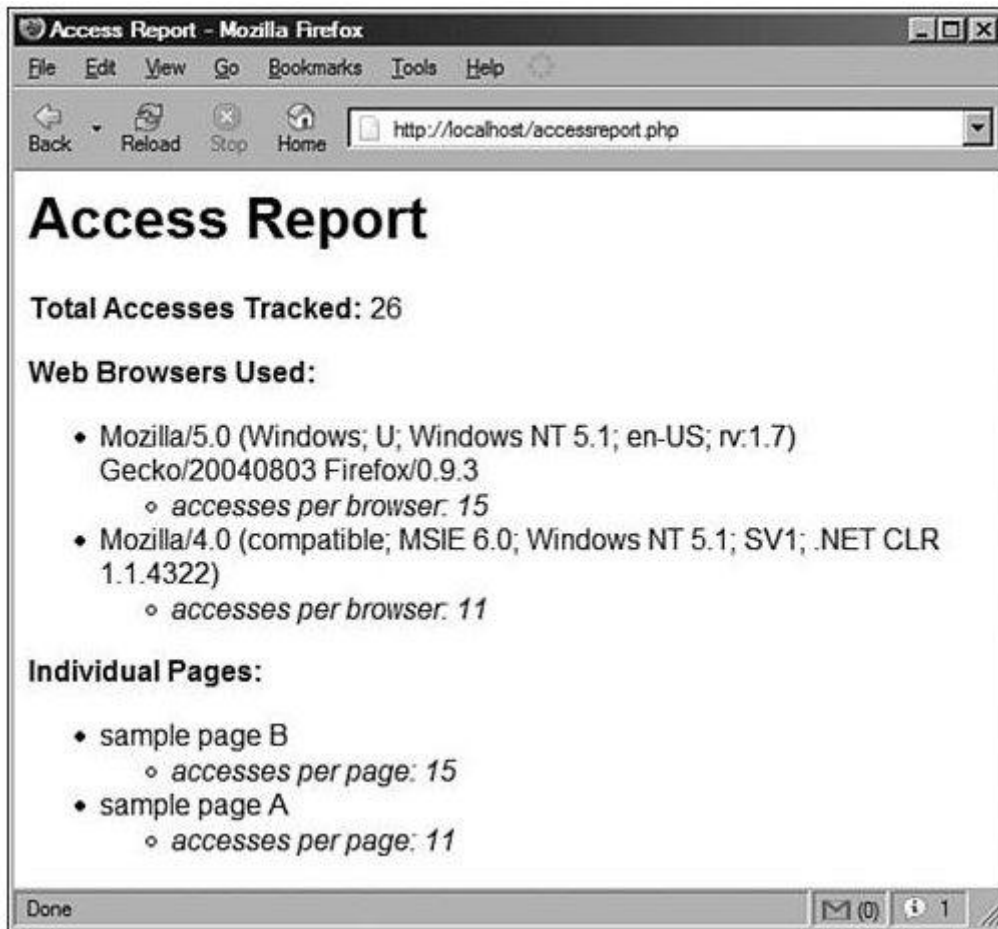 Access Report - Mozilla Firefox
File Edit View Go Bookmarks Tools Help
Back Reload Stop Home http://localhost/accessreport.php
Access Report
Total Accesses Tracked: 26
Web Browsers Used:
• Mozilla/5.0 (Windows; U; Windows NT 5.1; en-US; rv:1.7)
Gecko/20040803 Firefox/0.9.3
accesses per browser: 15
• Mozilla/4.0 (compatible; MSIE 6.0; Windows NT 5.1; SV1; .NET CLR
1.1.4322)
accesses per browser: 11
Individual Pages:
• sample page B
accesses per page: 15
• sample page A
accesses per page: 11
Done (0) 1